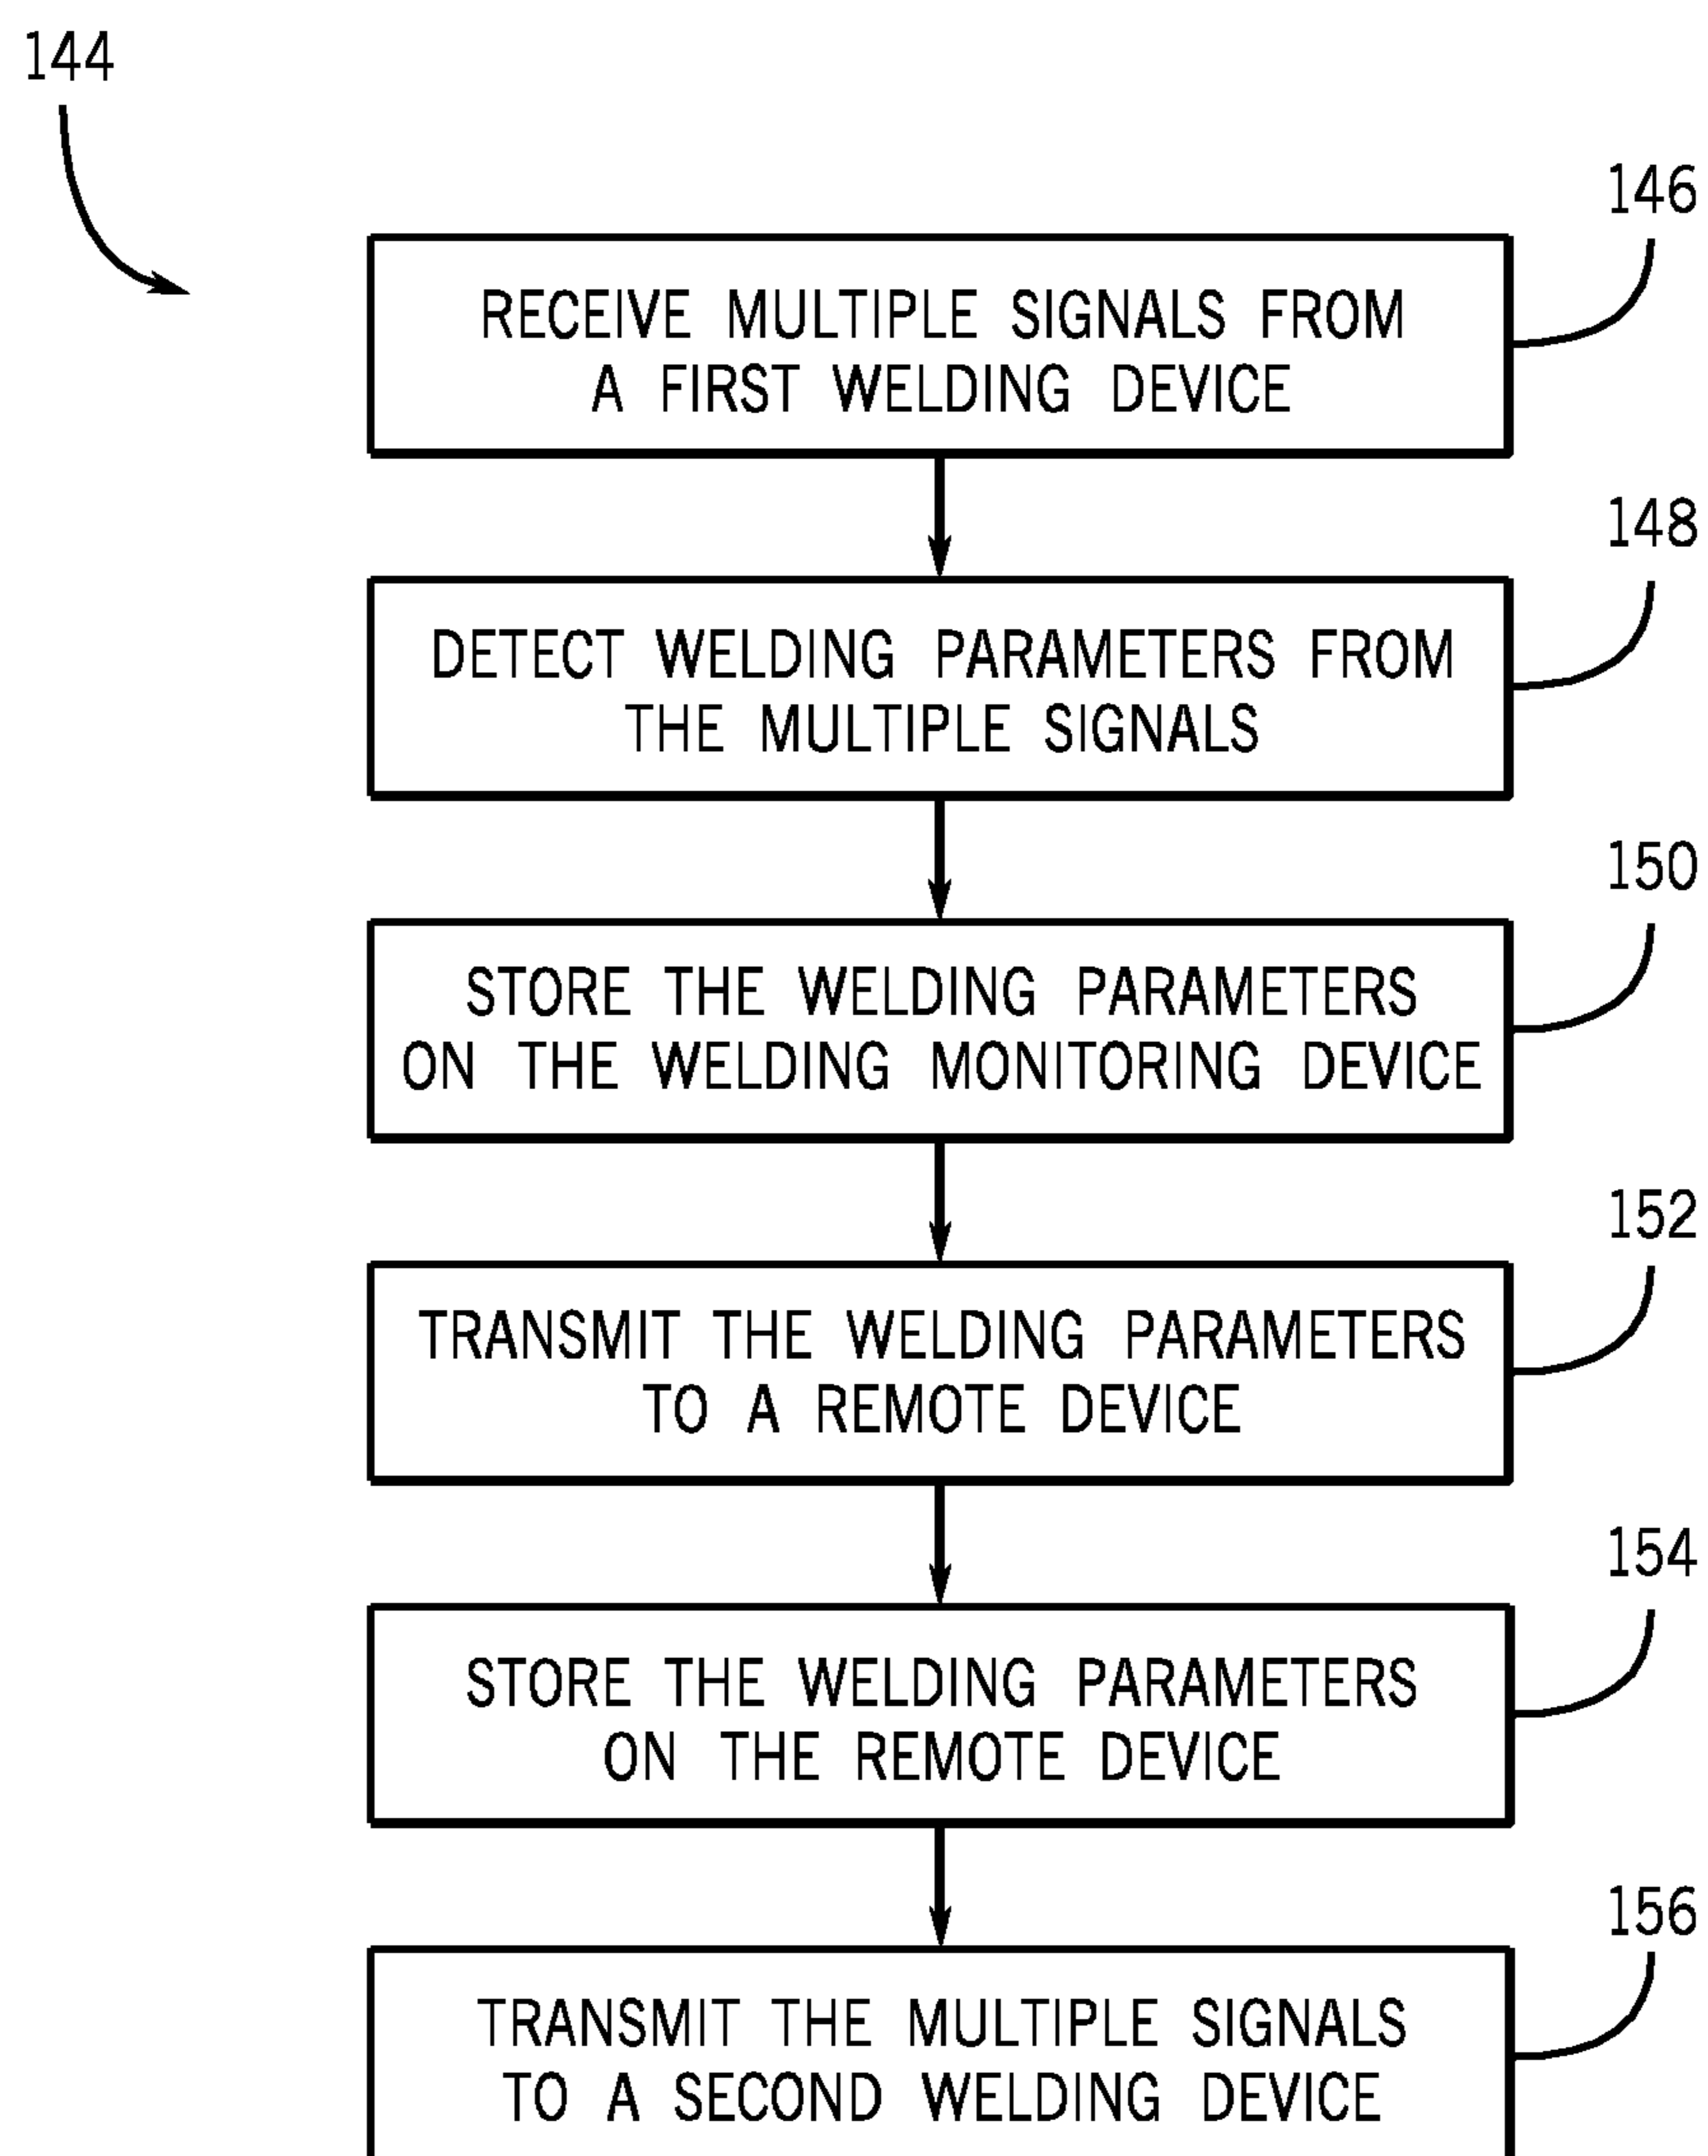 144
146
RECEIVE MULTIPLE SIGNALS FROM
A FIRST WELDING DEVICE
148
DETECT WELDING PARAMETERS FROM
THE MULTIPLE SIGNALS
150
STORE THE WELDING PARAMETERS
ON THE WELDING MONITORING DEVICE
152
TRANSMIT THE WELDING PARAMETERS
TO A REMOTE DEVICE
154
STORE THE WELDING PARAMETERS
ON THE REMOTE DEVICE
156
TRANSMIT THE MULTIPLE SIGNALS
TO A SECOND WELDING DEVICE